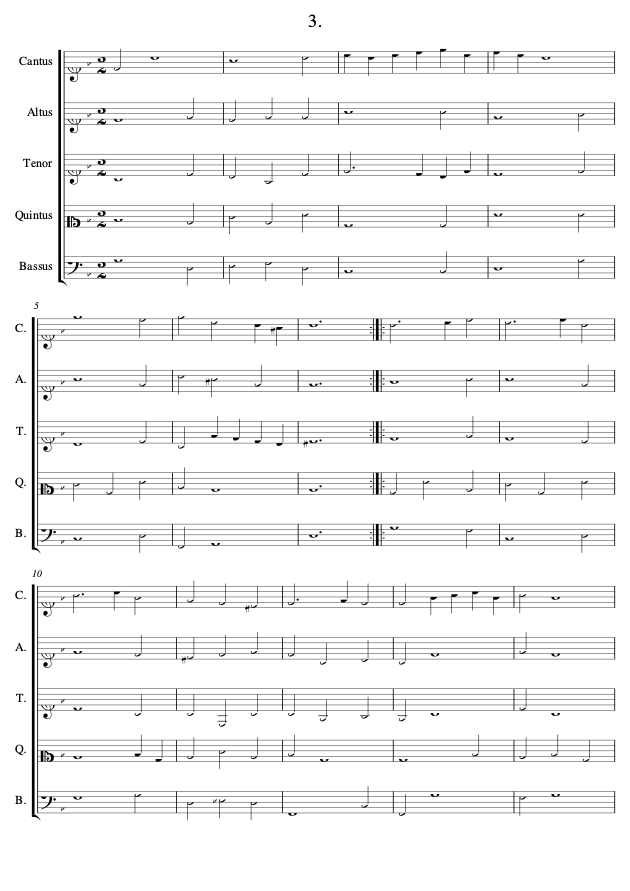 3.
Cantus
Altus
Tenor
Quintus
Bassus
5
C.
A.
T.
Q.
B.
10
C.
A.
T.
Q.
B.